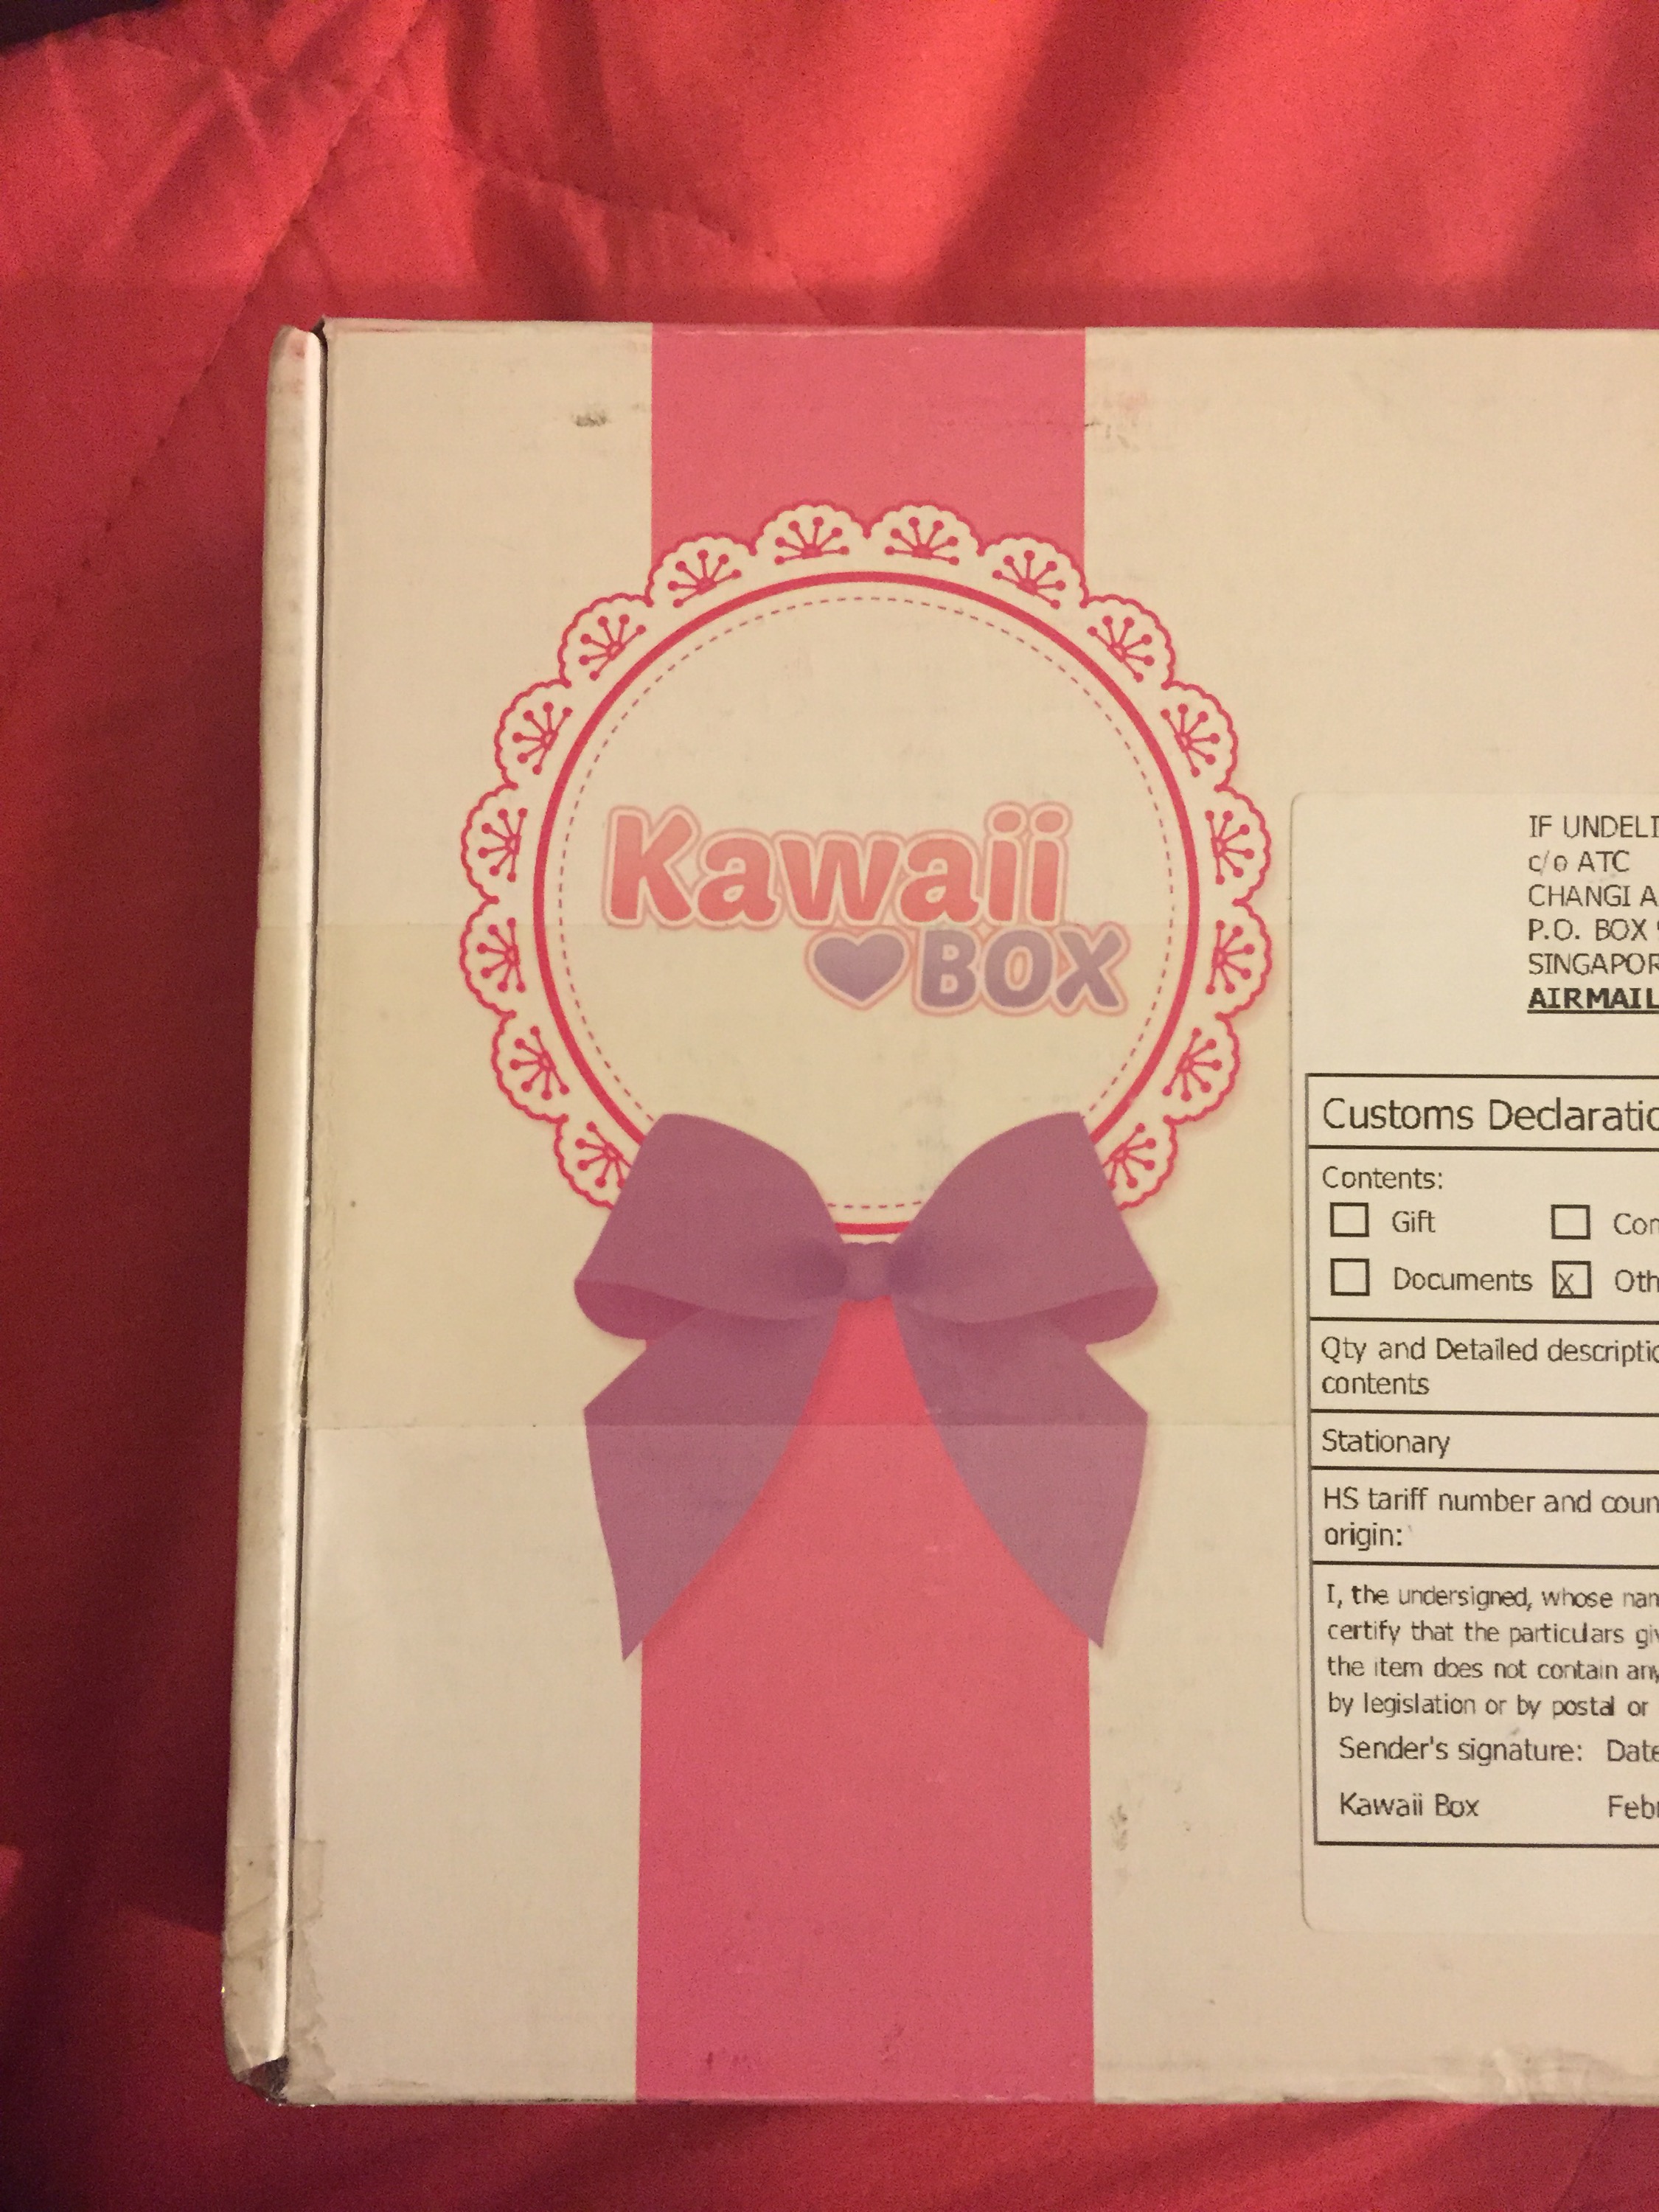 Kawaii
BOX
IF UNDELI
c/o ATC
CHANGI A
P.O. BOX
SINGAPOR
AIRMAIL
Customs Declaratio
Contents:
Gift Con
Documents X Oth
Qty and Detailed descriptio
contents
Stationary
HS tariff number and coun
origin:
I, the undersigned, whose nam
certify that the particulars giv
the item does not contain any
by legislation or by postal or
Sender's signature: Date
Kawaii Box Febr